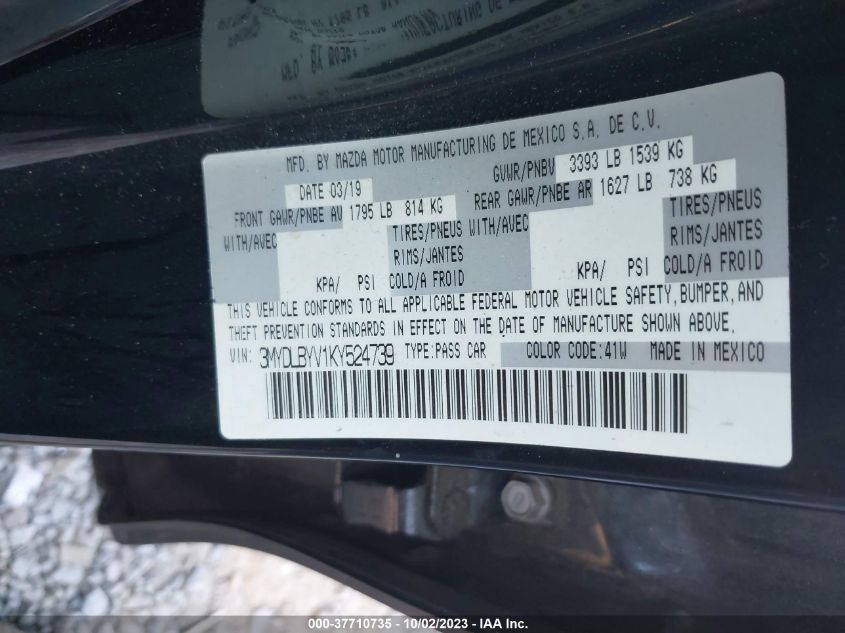 MFD. BY MAZDA MOTOR MANUFACTURING DE MEXICO S.A. DE C.V.
DATE 03/19 GVWR/PNBV 3393 LB 1539 KG
FRONT GAWR/PNBE AV 1795 LB 814 KG REAR GAWR/PNBE AR 1627 LB 738 KG
WITH/AVEC TIRES/PNEUS WITH/AVEC TIRES/PNEUS
RIMS/JANTES RIMS/JANTES
KPA/ PSI COLD/A FROID KPA/ PSI COLD/A FROID
THIS VEHICLE CONFORMS TO ALL APPLICABLE FEDERAL MOTOR VEHICLE SAFETY, BUMPER, AND
THEFT PREVENTION STANDARDS IN EFFECT ON THE DATE OF MANUFACTURE SHOWN ABOVE.
VIN: 3MYDLBYV1KY524739 TYPE:PASS CAR COLOR CODE:41W MADE IN MEXICO
000-37710735 - 10/02/2023 - IAA Inc.